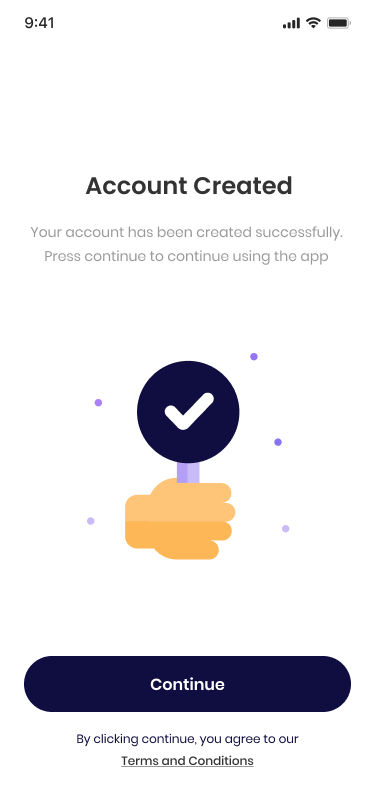 9:41
Account Created
Your account has been created successfully.
Press continue to continue using the app
Continue
By clicking continue, you agree to our
Terms and Conditions